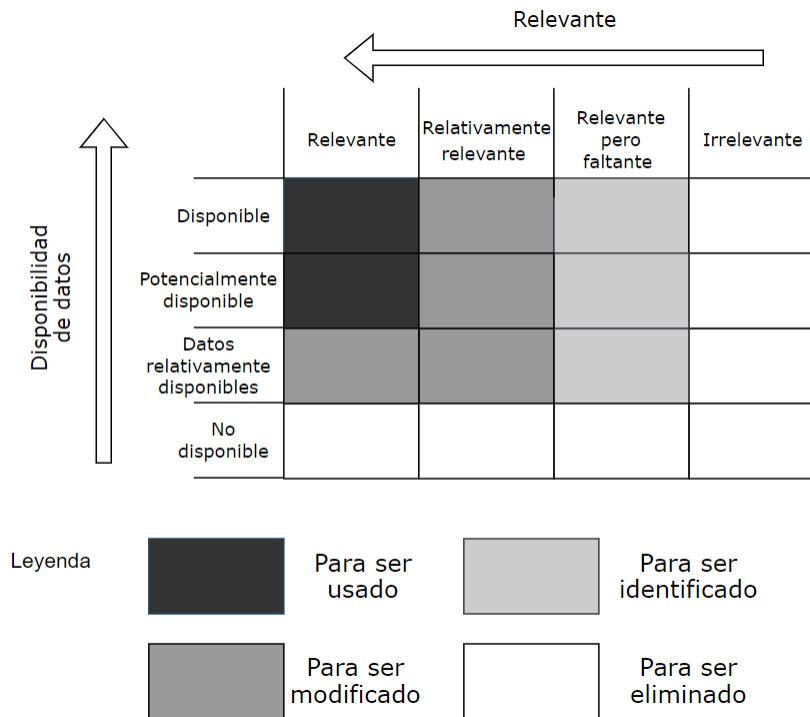 Relevante
Relevante
Relativamente
relevante
Relevante
pero
faltante
Irrelevante
Disponibilidad
de datos
Disponible
Potencialmente
disponible
Datos
relativamente
disponibles
No
disponible
Leyenda
Para ser
usado
Para ser
identificado
Para ser
modificado
Para ser
eliminado